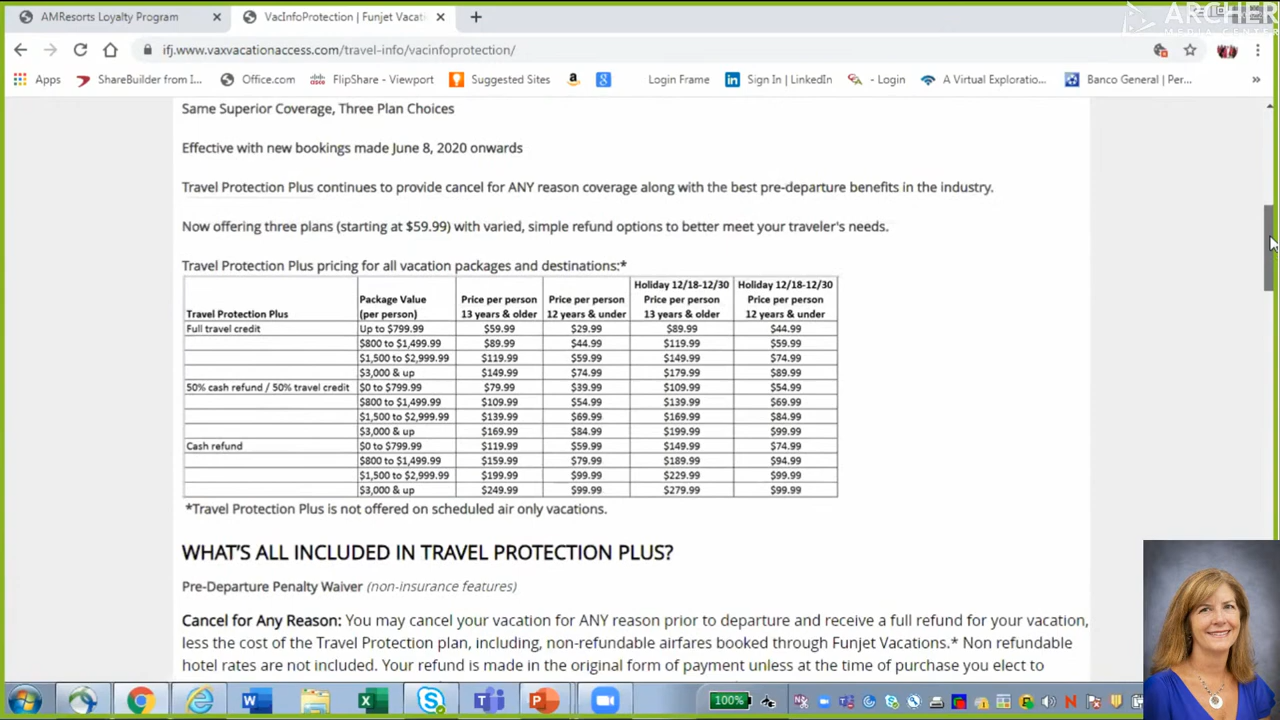 AMResorts Loyalty Program
VacInfoProtection | Funjet Vacat
ARCHER
MEDIA CENTER
ifj.www.vaxvacationaccess.com/travel-info/vacinfoprotection/
Apps ShareBuilder from I... Office.com FlipShare - Viewport Suggested Sites Login Frame Sign In | LinkedIn - Login A Virtual Exploratio... Banco General | Per... »
Same Superior Coverage, Three Plan Choices
Effective with new bookings made June 8, 2020 onwards
Travel Protection Plus continues to provide cancel for ANY reason coverage along with the best pre-departure benefits in the industry.
Now offering three plans (starting at $59.99) with varied, simple refund options to better meet your traveler's needs.
Travel Protection Plus pricing for all vacation packages and destinations:*
Holiday 12/18-12/30 Holiday 12/18-12/30
Package Value Price per person Price per person Price per person Price per person
Travel Protection Plus (per person) 13 years & older 12 years & under 13 years & older 12 years & under
Full travel credit Up to $799.99 $59.99 $29.99 $89.99 $44.99
$800 to $1,499.99 $89.99 $44.99 $119.99 $59.99
$1,500 to $2,999.99 $119.99 $59.99 $149.99 $74.99
$3,000 & up $149.99 $74.99 $179.99 $89.99
50% cash refund / 50% travel credit $0 to $799.99 $79.99 $39.99 $109.99 $54.99
$800 to $1,499.99 $109.99 $54.99 $139.99 $69.99
$1,500 to $2,999.99 $139.99 $69.99 $169.99 $84.99
$3,000 & up $169.99 $84.99 $199.99 $99.99
Cash refund $0 to $799.99 $119.99 $59.99 $149.99 $74.99
$800 to $1,499.99 $159.99 $79.99 $189.99 $94.99
$1,500 to $2,999.99 $199.99 $99.99 $229.99 $99.99
$3,000 & up $249.99 $99.99 $279.99 $99.99
*Travel Protection Plus is not offered on scheduled air only vacations.
WHAT'S ALL INCLUDED IN TRAVEL PROTECTION PLUS?
Pre-Departure Penalty Waiver (non-insurance features)
Cancel for Any Reason: You may cancel your vacation for ANY reason prior to departure and receive a full refund for your vacation,
less the cost of the Travel Protection plan, including, non-refundable airfares booked through Funjet Vacations.* Non refundable
hotel rates are not included. Your refund is made in the original form of payment unless at the time of purchase you elect to
100%